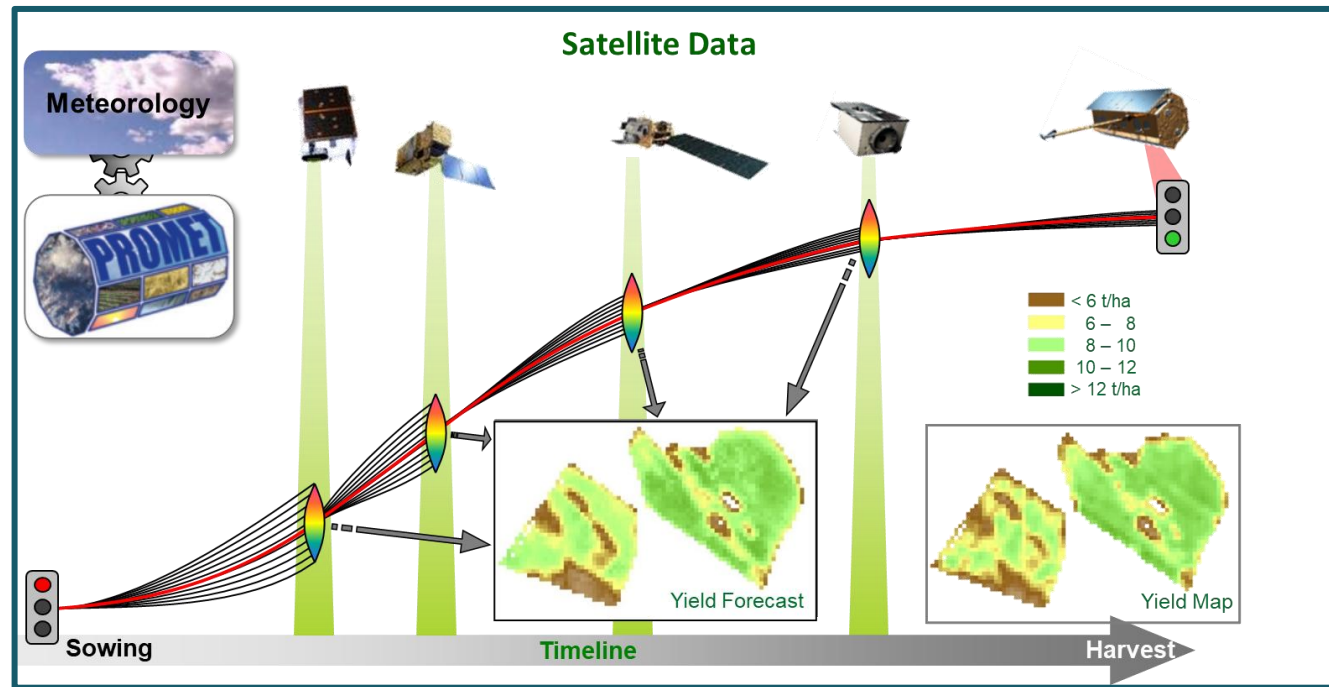 Satellite Data
Meteorology
PROMET
< 6 t/ha
6 – 8
8 – 10
10 – 12
> 12 t/ha
Yield Forecast
Yield Map
Sowing
Timeline
Harvest